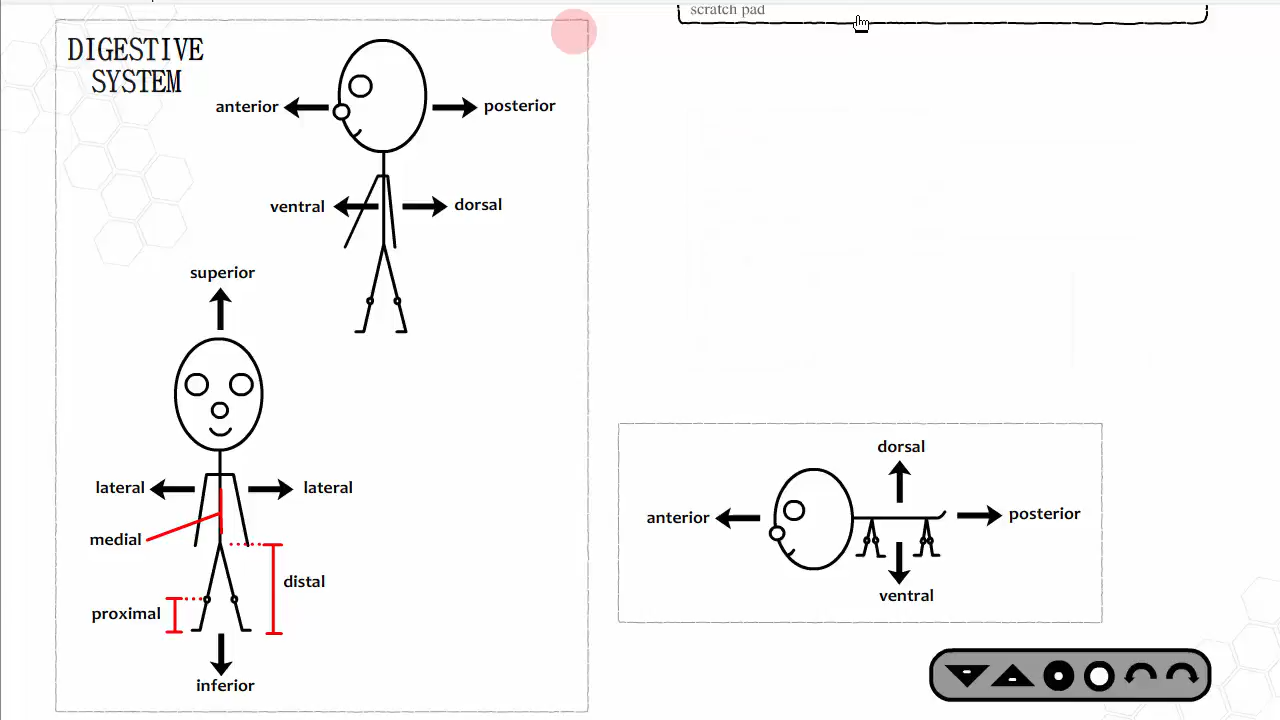 scratch pad
DIGESTIVE
SYSTEM
anterior
posterior
ventral
dorsal
superior
lateral
lateral
medial
distal
proximal
inferior
dorsal
anterior
posterior
ventral